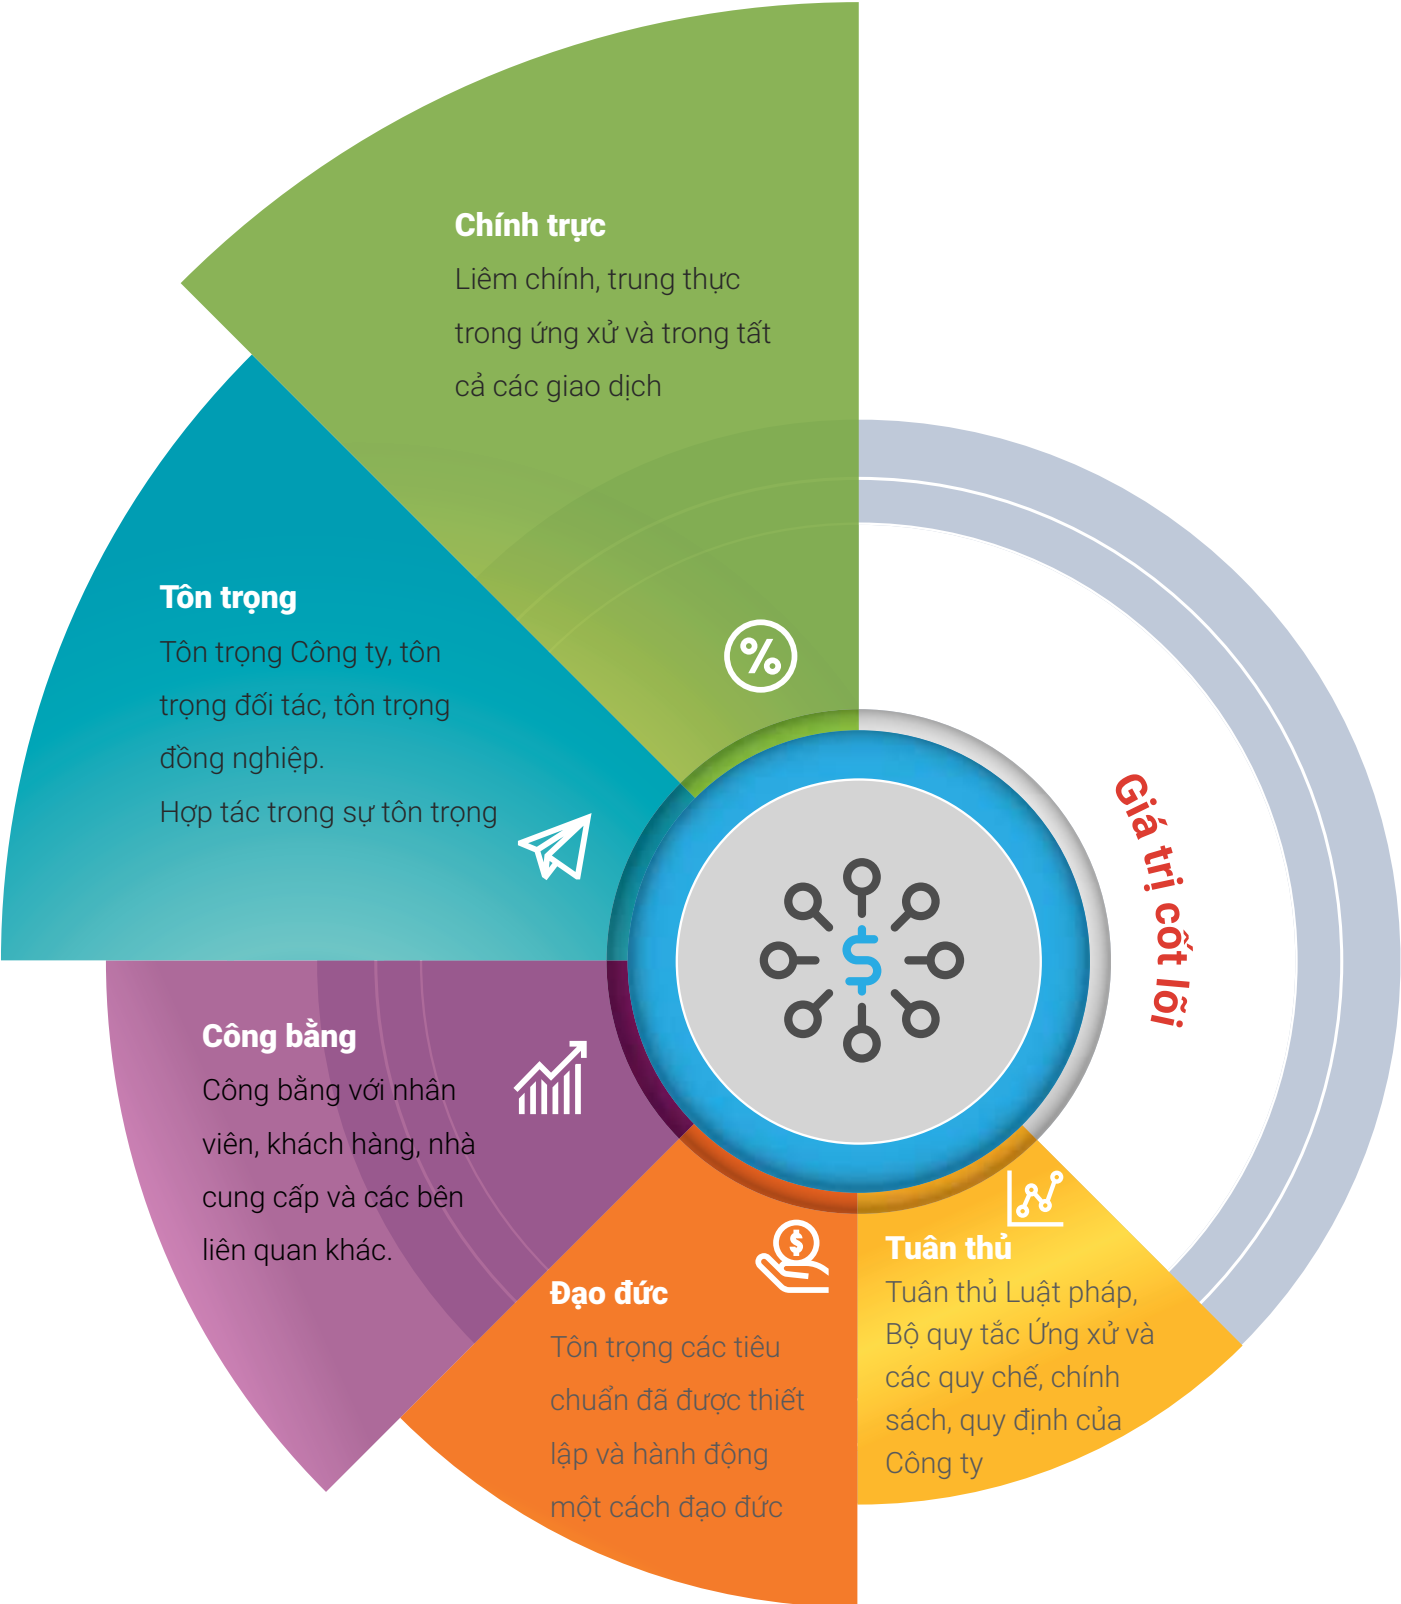 Chính trực
Liêm chính, trung thực
trong ứng xử và trong tất
cả các giao dịch
Tôn trọng
Tôn trọng Công ty, tôn
trọng đối tác, tôn trọng
đồng nghiệp.
Hợp tác trong sự tôn trọng
Giá trị cốt lõi
Công bằng
Công bằng với nhân
viên, khách hàng, nhà
cung cấp và các bên
liên quan khác.
Đạo đức
Tôn trọng các tiêu
chuẩn đã được thiết
lập và hành động
một cách đạo đức
Tuân thủ
Tuân thủ Luật pháp,
Bộ quy tắc Ứng xử và
các quy chế, chính
sách, quy định của
Công ty